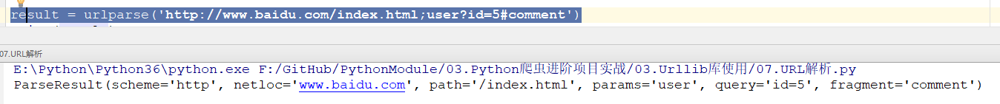 result = urlparse('http://www.baidu.com/index.html;user?id=5#comment')
07.URL解析
E:\Python\Python36\python.exe F:/GitHub/PythonModule/03.Python爬虫进阶项目实战/03.Urllib库使用/07.URL解析.py
ParseResult(scheme='http', netloc='www.baidu.com', path='/index.html', params='user', query='id=5', fragment='comment')